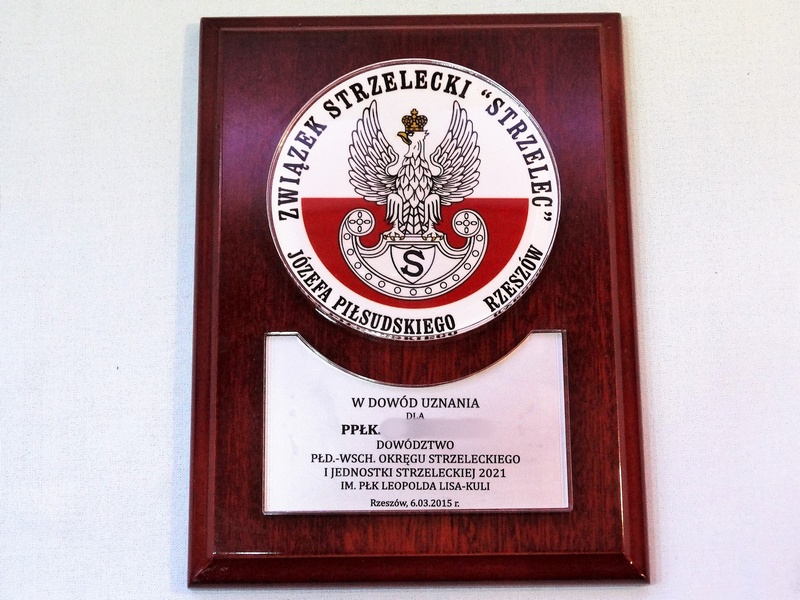 ZWIĄZEK STRZELECKI “STRZELEC”
JÓZEFA PIŁSUDSKIEGO RZESZÓW
S
W DOWÓD UZNANIA
DLA
PPŁK.
DOWÓDZTWO
PŁD.-WSCH. OKRĘGU STRZELECKIEGO
I JEDNOSTKI STRZELECKIEJ 2021
IM. PŁK LEOPOLDA LISA-KULI
Rzeszów, 6.03.2015 r.